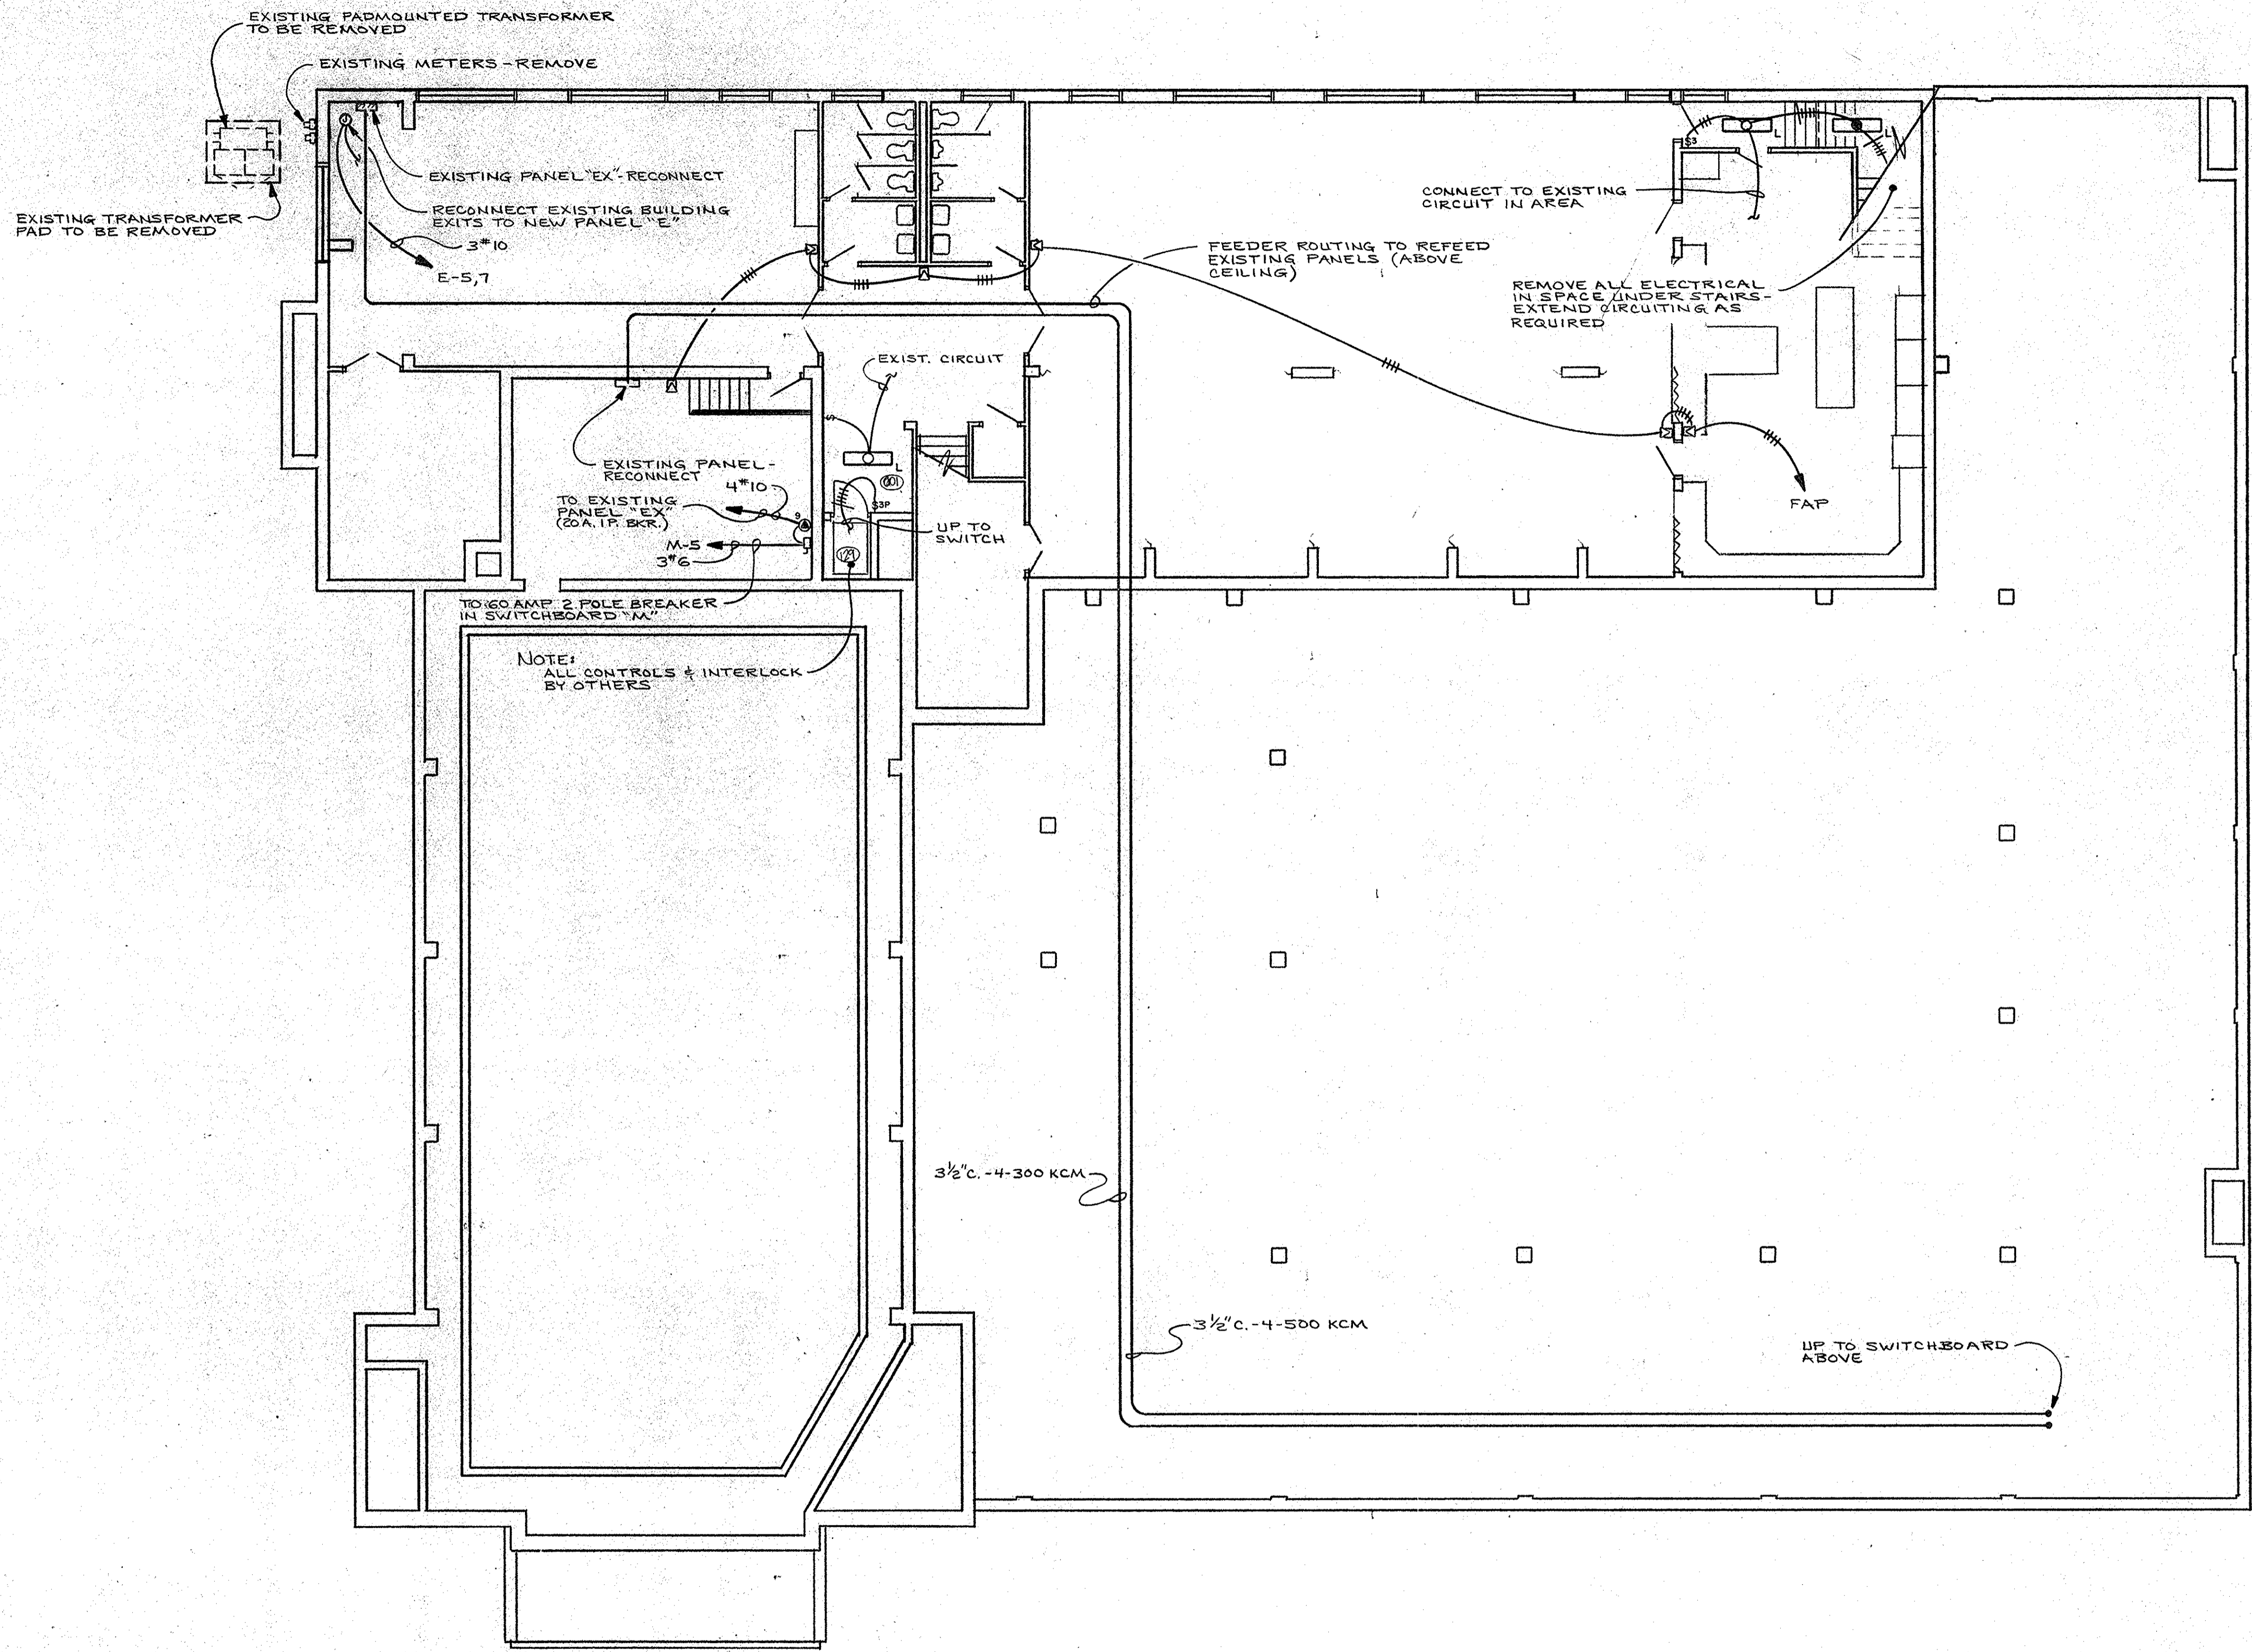 EXISTING PADMOUNTED TRANSFORMER
TO BE REMOVED
EXISTING METERS - REMOVE
EXISTING PANEL "EX" - RECONNECT
RECONNECT EXISTING BUILDING
EXITS TO NEW PANEL "E"
3#10
E-5,7
EXISTING TRANSFORMER
PAD TO BE REMOVED
FEEDER ROUTING TO REFEED
EXISTING PANELS (ABOVE
CEILING)
CONNECT TO EXISTING
CIRCUIT IN AREA
S3
L
L
REMOVE ALL ELECTRICAL
IN SPACE UNDER STAIRS-
EXTEND CIRCUITING AS
REQUIRED
EXIST. CIRCUIT
S
L
001
S3P
EXISTING PANEL-
RECONNECT
4#10
TO EXISTING
PANEL "EX"
(20A. 1P. BKR.)
9
M-5
3#6
UP TO
SWITCH
129
FAP
TO 60 AMP 2 POLE BREAKER
IN SWITCHBOARD "M"
NOTE:
ALL CONTROLS & INTERLOCK
BY OTHERS
3½"C.-4-300 KCM
3½"C.-4-500 KCM
UP TO SWITCHBOARD
ABOVE